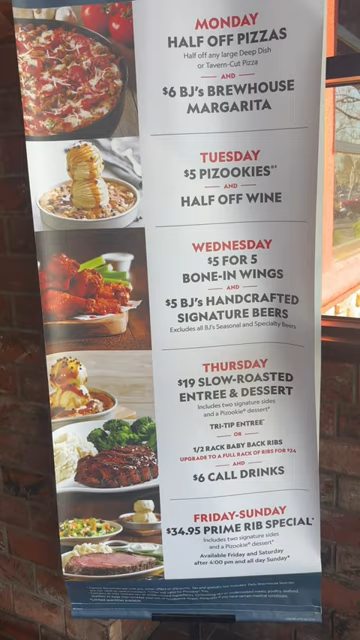 MONDAY
HALF OFF PIZZAS
Half off any large Deep Dish
or Tavern-Cut Pizza
AND
$6 BJ's BREWHOUSE
MARGARITA
TUESDAY
$5 PIZOOKIES®*
AND
HALF OFF WINE
WEDNESDAY
$5 FOR 5
BONE-IN WINGS
AND
$5 BJ's HANDCRAFTED
SIGNATURE BEERS
Excludes all BJ's Seasonal and Specialty Beers
THURSDAY
$19 SLOW-ROASTED
ENTREE & DESSERT
Includes two signature sides
and a Pizookie® dessert*
TRI-TIP ENTREE*
OR
1/2 RACK BABY BACK RIBS
UPGRADE TO A FULL RACK OF RIBS FOR $24
AND
$6 CALL DRINKS
FRIDAY-SUNDAY
$34.95 PRIME RIB SPECIAL*
Includes two signature sides
and a Pizookie® dessert*
Available Friday and Saturday
after 4:00 pm and all day Sunday*